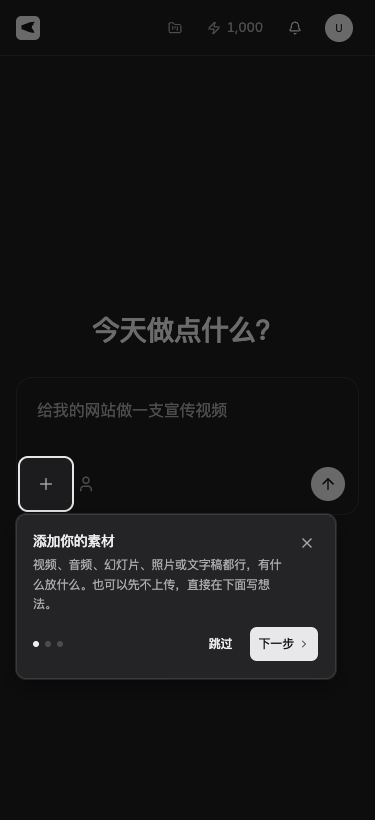 1,000
U
今天做点什么?
给我的网站做一支宣传视频
添加你的素材
视频、音频、幻灯片、照片或文字稿都行，有什
么放什么。也可以先不上传，直接在下面写想
法。
跳过
下一步